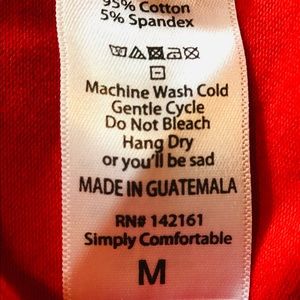 95% Cotton
5% Spandex
Machine Wash Cold
Gentle Cycle
Do Not Bleach
Hang Dry
or you'll be sad
MADE IN GUATEMALA
RN# 142161
Simply Comfortable
M